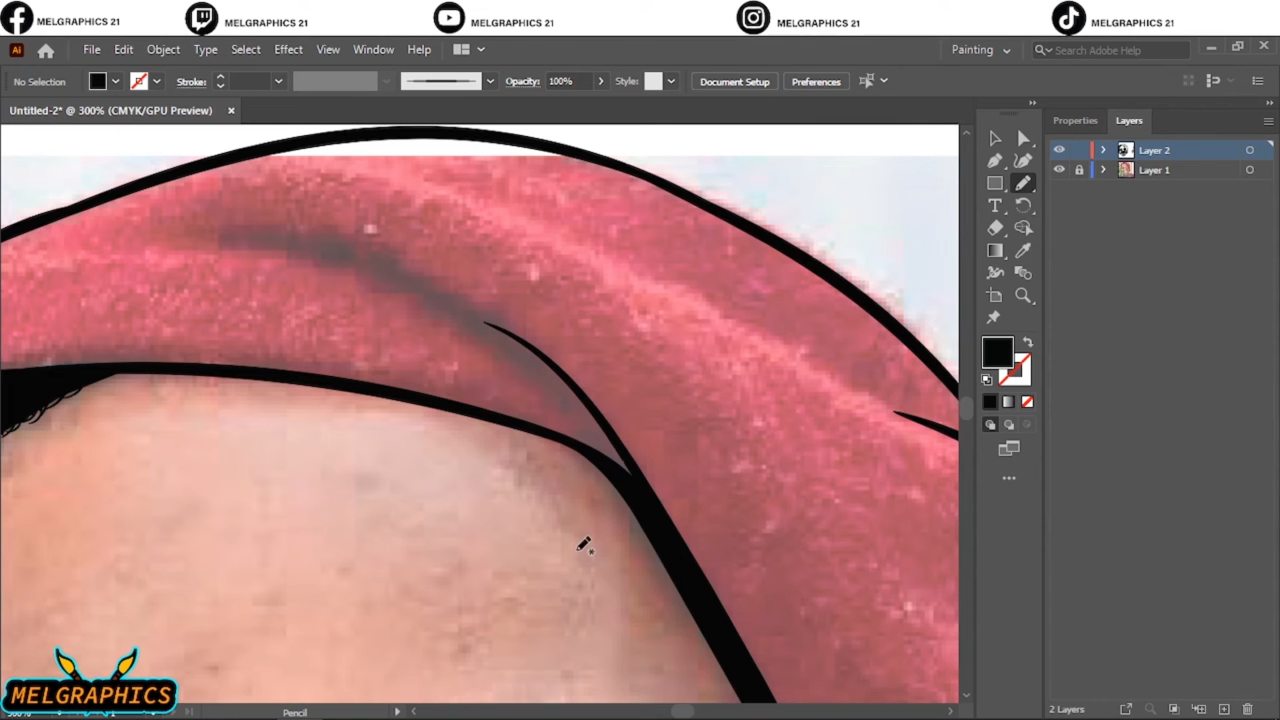 MELGRAPHICS 21 MELGRAPHICS 21 MELGRAPHICS 21 MELGRAPHICS 21 MELGRAPHICS 21
Ai File Edit Object Type Select Effect View Window Help Painting Search Adobe Help
No Selection Stroke: Opacity: 100% Style: Document Setup Preferences
Untitled-2* @ 300% (CMYK/GPU Preview)
Properties Layers
Layer 2
Layer 1
MELGRAPHICS
Pencil
2 Layers